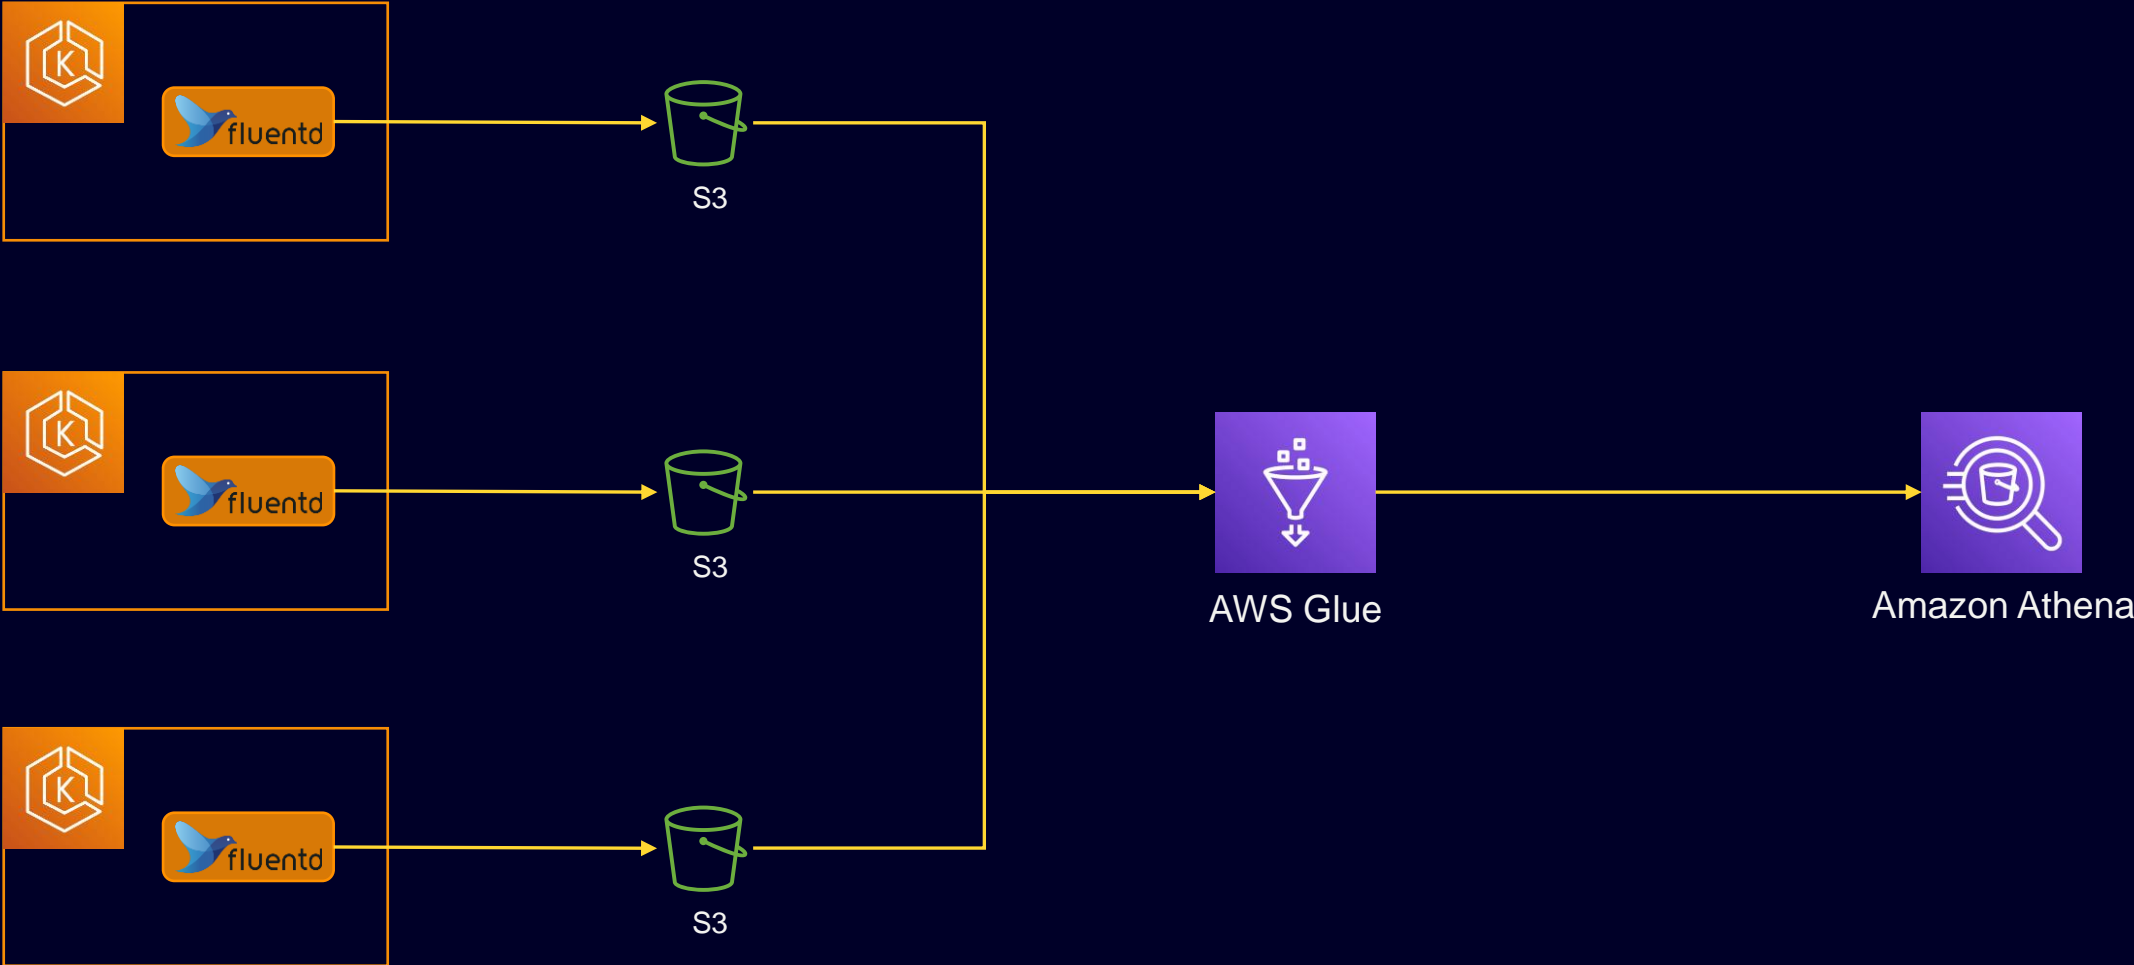 K
fluentd
S3
K
fluentd
S3
AWS Glue
Amazon Athena
K
fluentd
S3